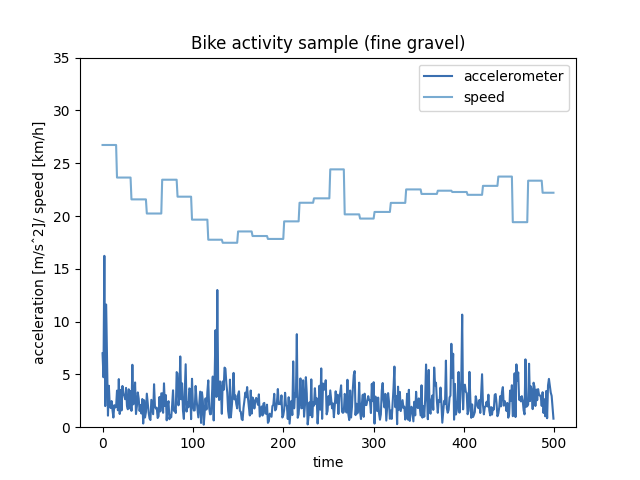 Bike activity sample (fine gravel)
accelerometer
speed
acceleration [m/s^2]/ speed [km/h]
35
30
25
20
15
10
5
0
0 100 200 300 400 500
time